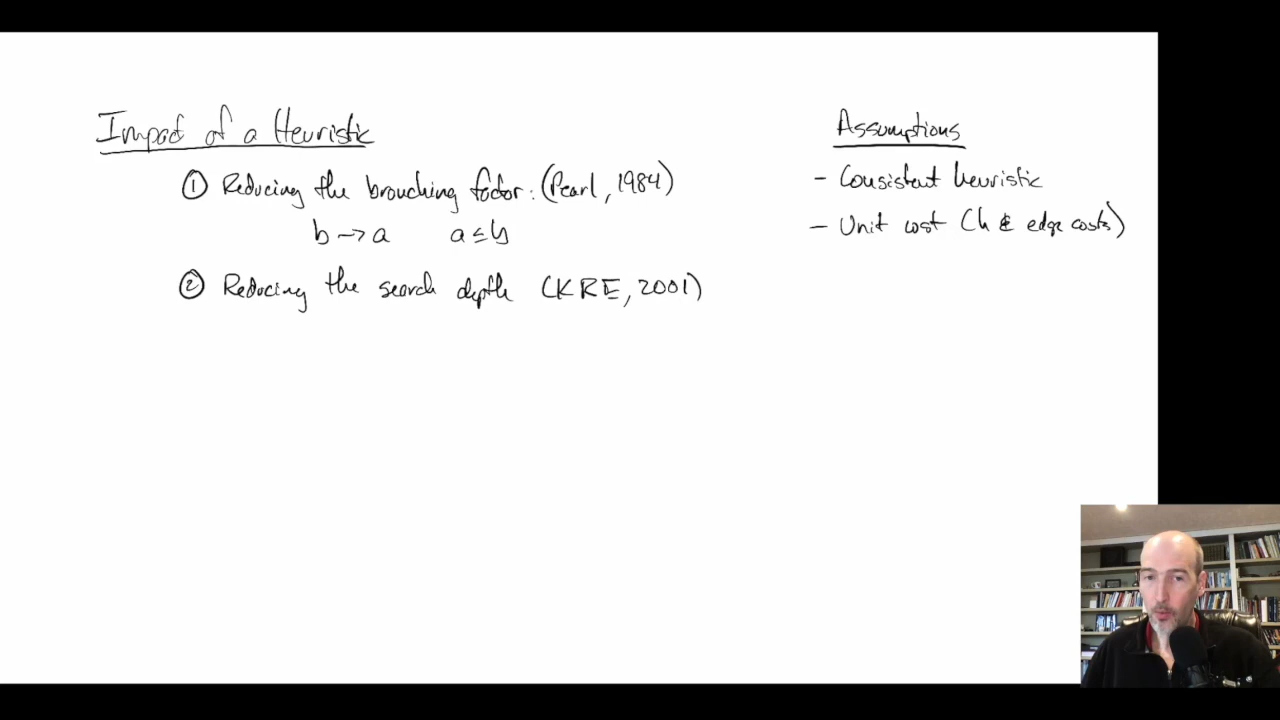 Impact of a Heuristic
① Reducing the branching factor: (Pearl, 1984)
b → a a ≤ b
② Reducing the search depth (KRE, 2001)
Assumptions
- Consistent heuristic
- Unit cost (h & edge costs)